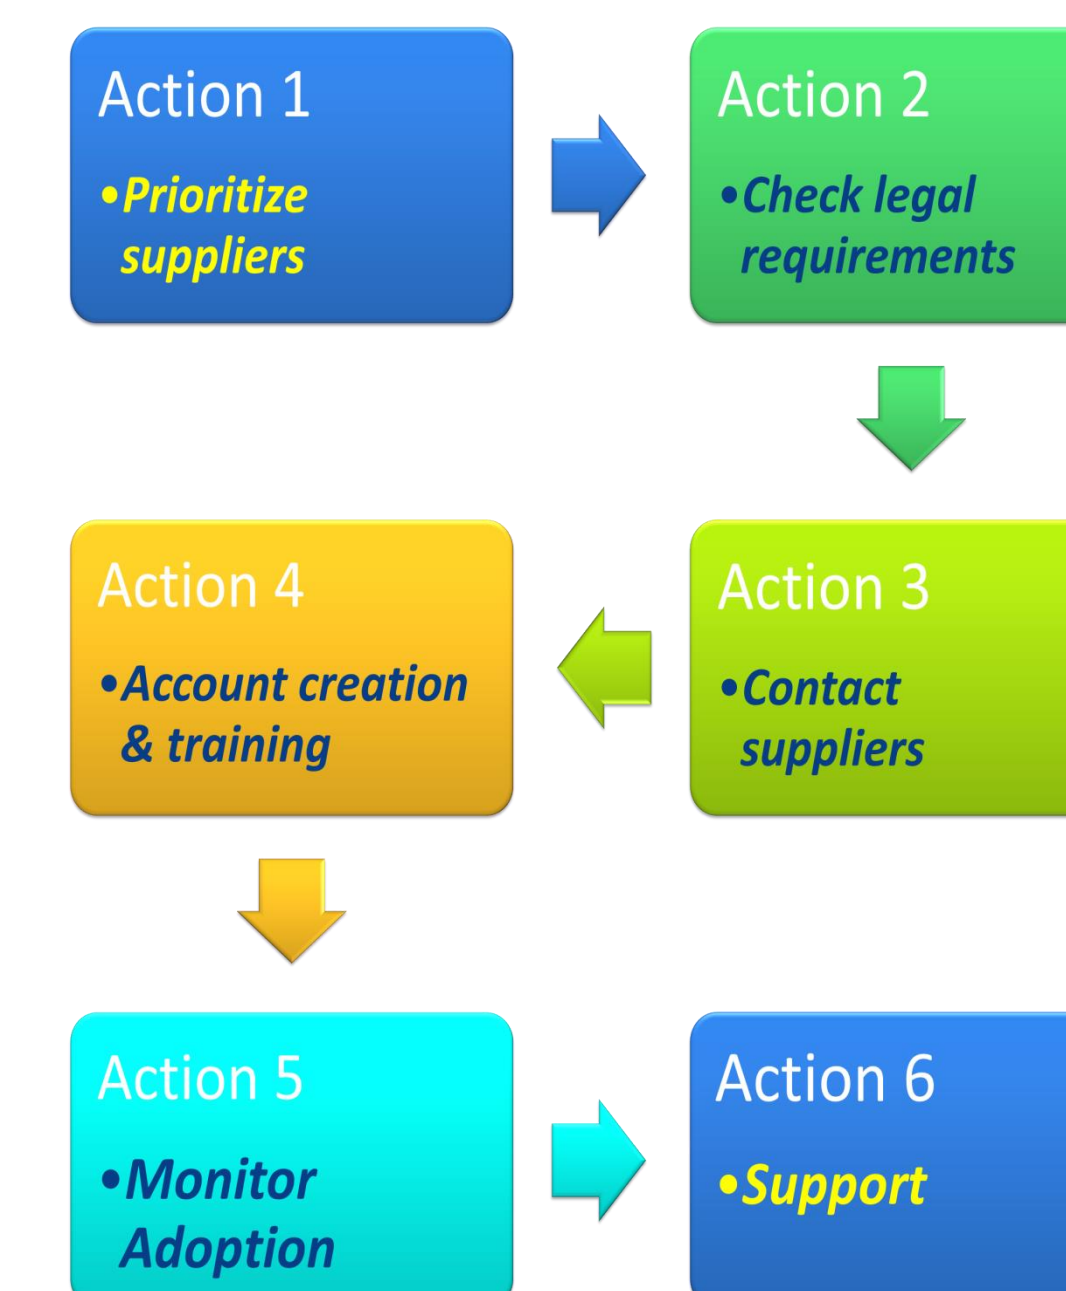 Action 1
•Prioritize
suppliers
Action 2
•Check legal
requirements
Action 3
•Contact
suppliers
Action 4
•Account creation
& training
Action 5
•Monitor
Adoption
Action 6
•Support